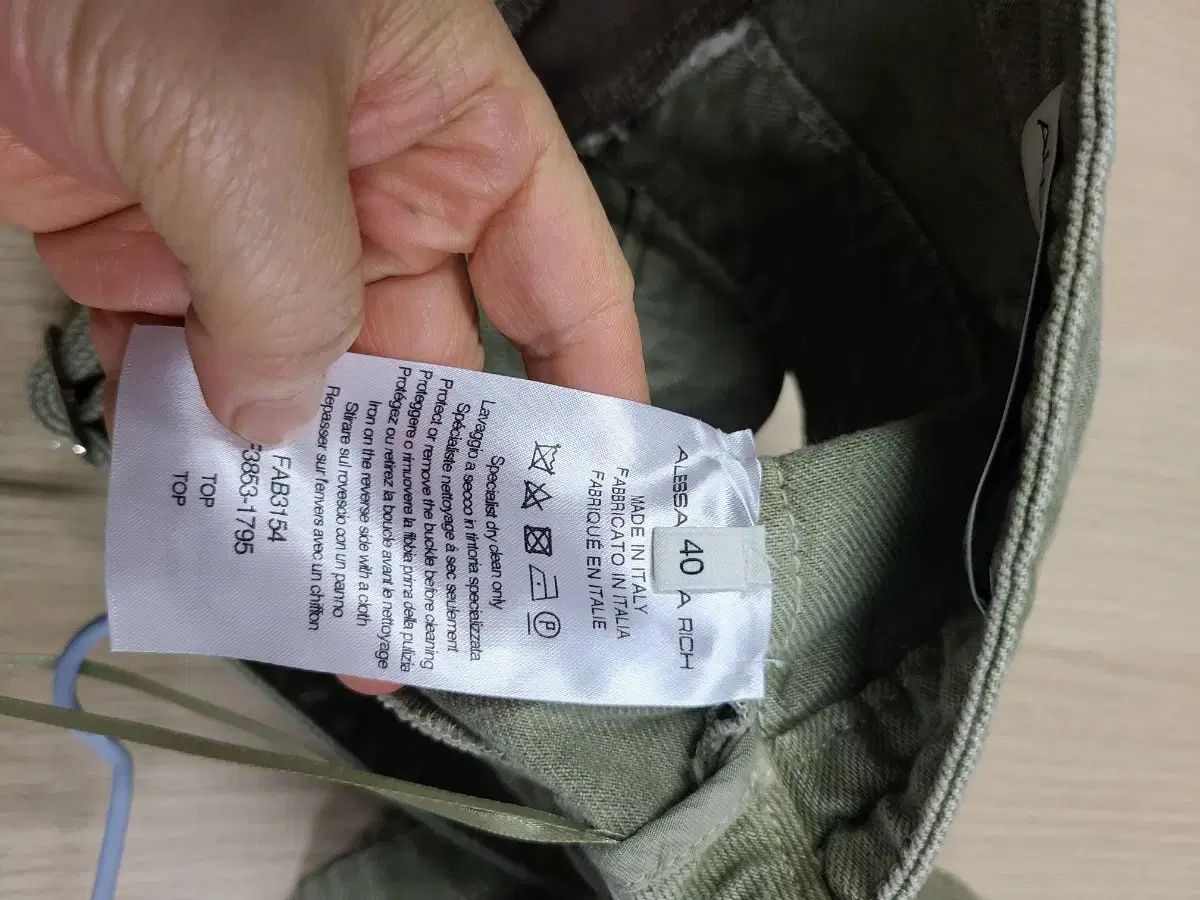 ALESSA
40
A RICH
MADE IN ITALY
FABBRICATO IN ITALIA
FABRIQUÉ EN ITALIE
P
Specialist dry clean only
Lavaggio a secco in tintoria specializzata
Spécialiste nettoyage à sec seulement
Protect or remove the buckle before cleaning
Proteggere o rimuovere la fibbia prima della pulizia
Protégez ou retirez la boucle avant la nettoyage
Iron on the reverse side with a cloth
Stirare sul rovescio con un panno
Repasser sur l'envers avec un chiffon
FAB3154
F3853-1795
TOP
TOP